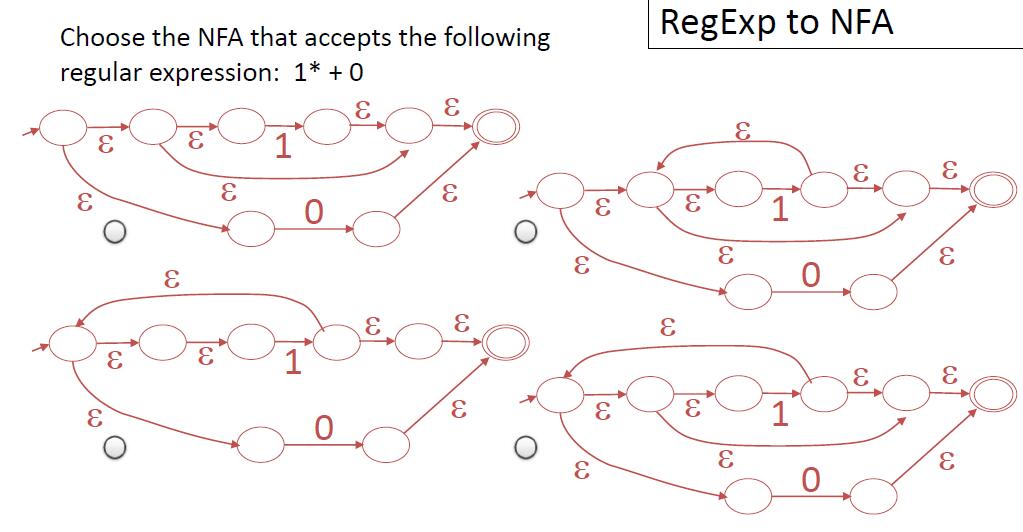 RegExp to NFA
Choose the NFA that accepts the following
regular expression: 1* + 0
ε ε 1 ε ε
ε
ε 0 ε
ε
ε ε 1 ε ε
ε
ε 0 ε
ε
ε ε 1 ε ε
ε 0 ε
ε
ε ε 1 ε ε
ε
ε 0 ε